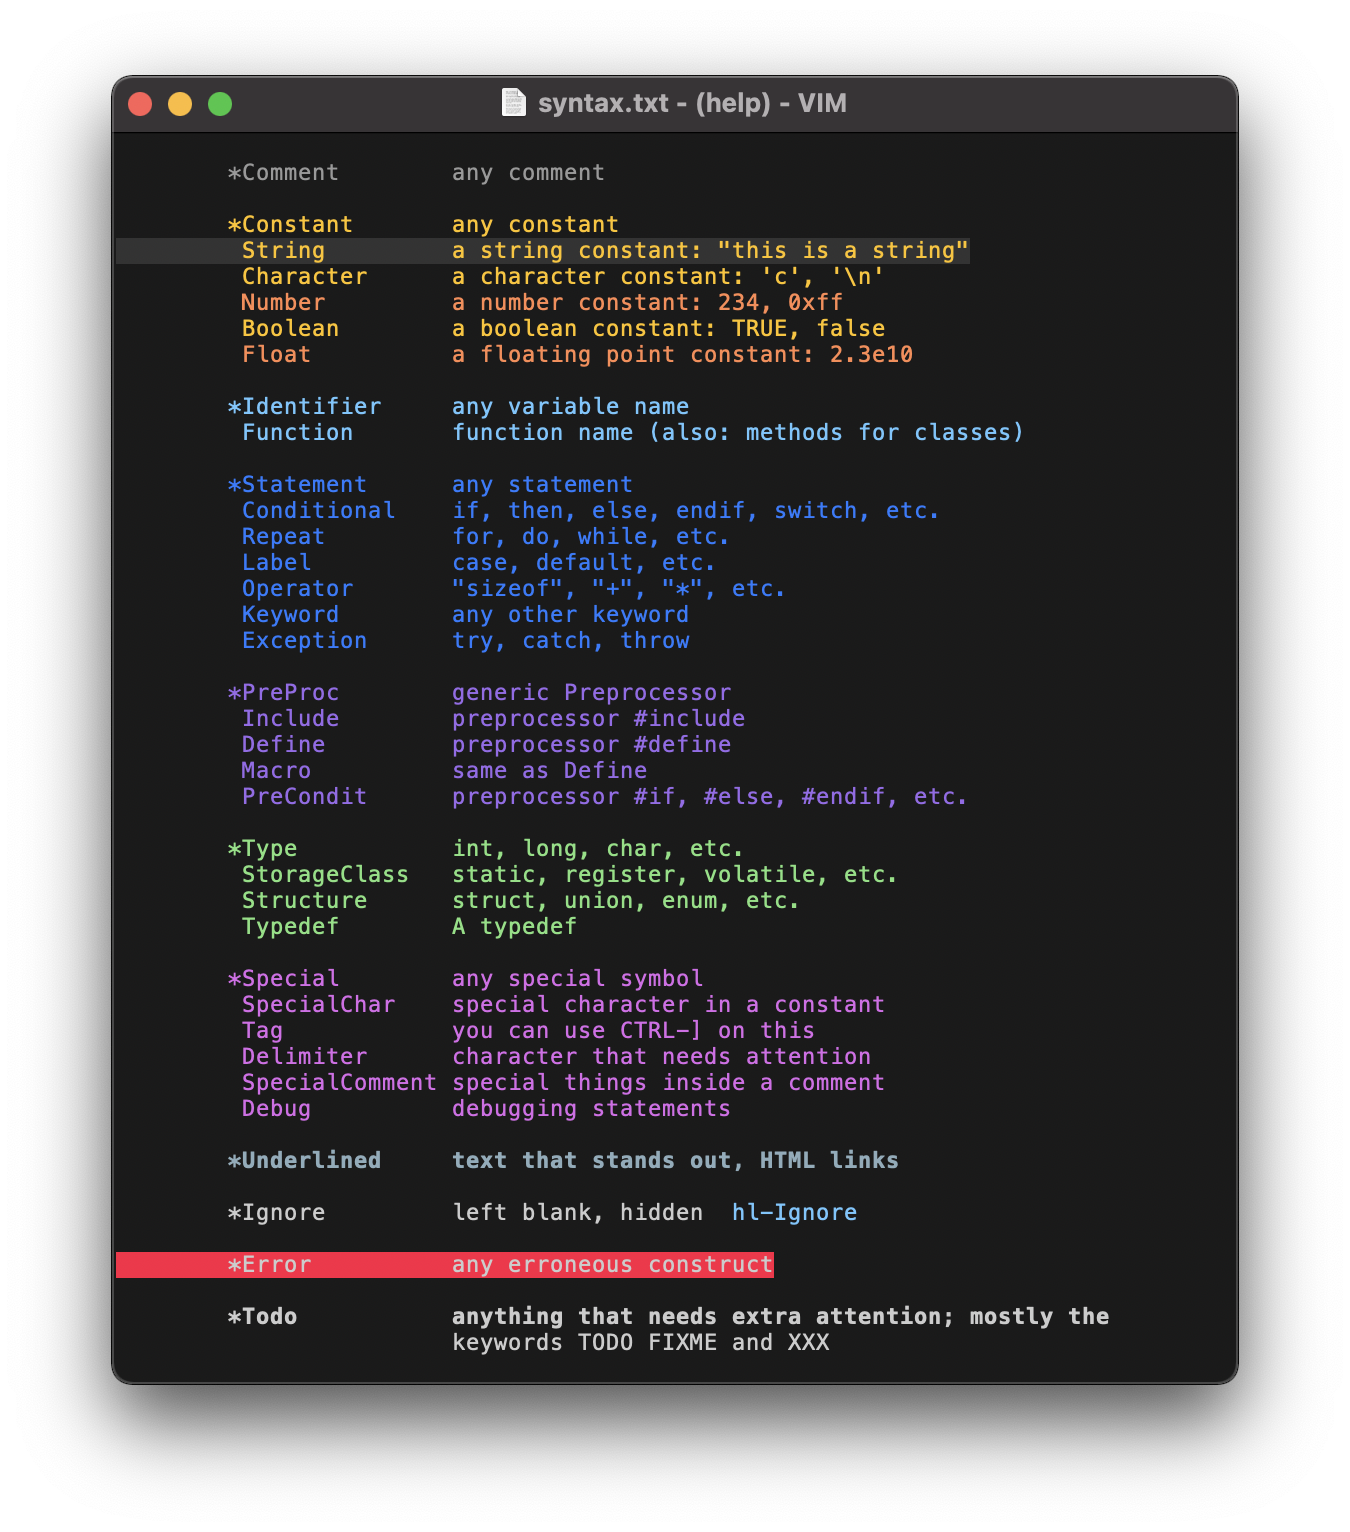 syntax.txt - (help) - VIM
*Comment any comment
*Constant any constant
String a string constant: "this is a string"
Character a character constant: 'c', '\n'
Number a number constant: 234, 0xff
Boolean a boolean constant: TRUE, false
Float a floating point constant: 2.3e10
*Identifier any variable name
Function function name (also: methods for classes)
*Statement any statement
Conditional if, then, else, endif, switch, etc.
Repeat for, do, while, etc.
Label case, default, etc.
Operator "sizeof", "+", "*", etc.
Keyword any other keyword
Exception try, catch, throw
*PreProc generic Preprocessor
Include preprocessor #include
Define preprocessor #define
Macro same as Define
PreCondit preprocessor #if, #else, #endif, etc.
*Type int, long, char, etc.
StorageClass static, register, volatile, etc.
Structure struct, union, enum, etc.
Typedef A typedef
*Special any special symbol
SpecialChar special character in a constant
Tag you can use CTRL-] on this
Delimiter character that needs attention
SpecialComment special things inside a comment
Debug debugging statements
*Underlined text that stands out, HTML links
*Ignore left blank, hidden hl-Ignore
*Error any erroneous construct
*Todo anything that needs extra attention; mostly the
keywords TODO FIXME and XXX